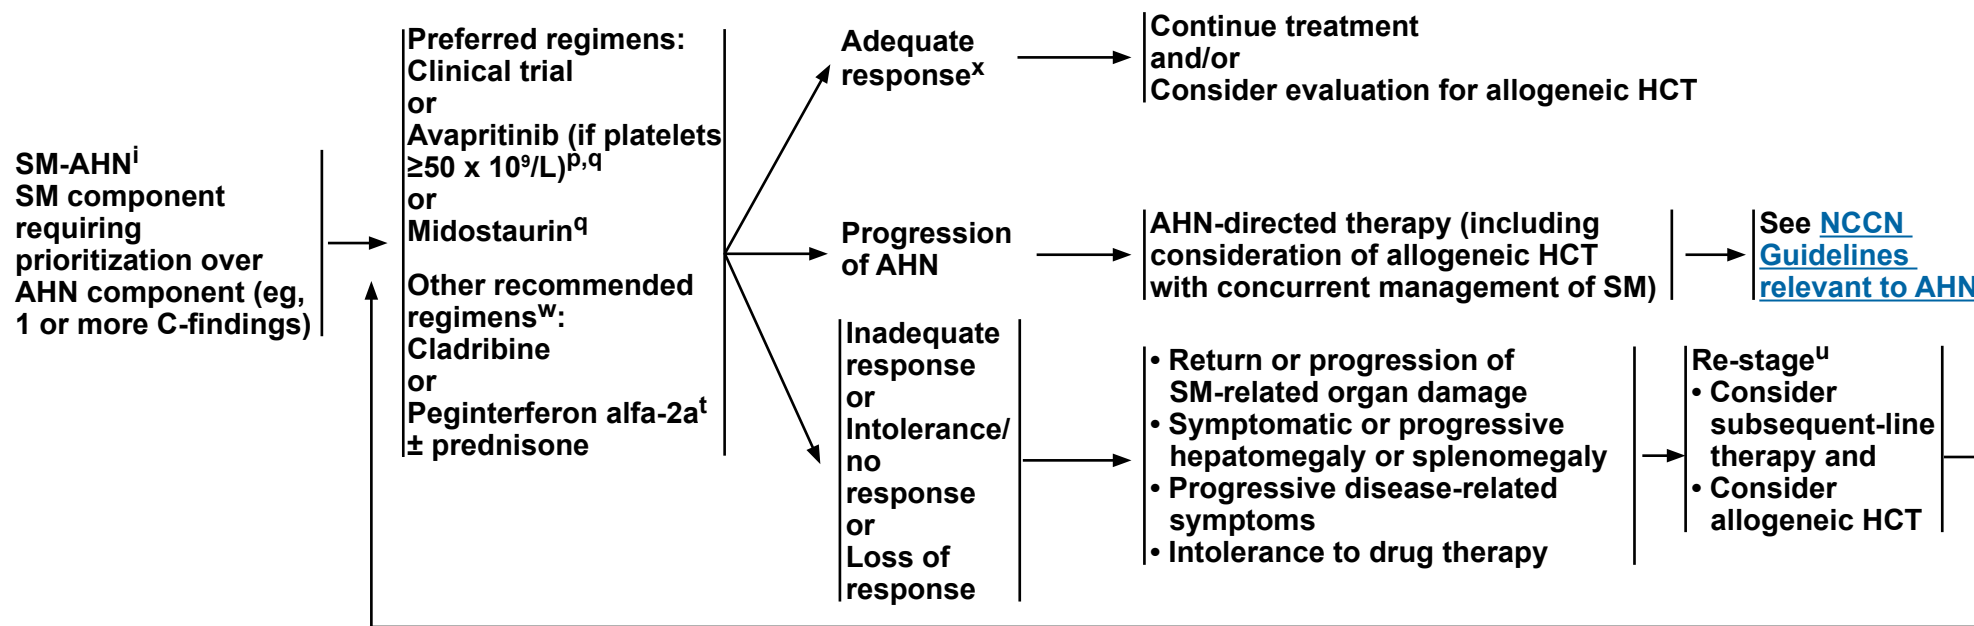 SM-AHNⁱ
SM component
requiring
prioritization over
AHN component (eg,
1 or more C-findings)
Preferred regimens:
Clinical trial
or
Avapritinib (if platelets
≥50 x 10⁹/L)ᵖ,q
or
Midostaurinq
Other recommended
regimensʷ:
Cladribine
or
Peginterferon alfa-2aᵗ
± prednisone
Adequate
responseˣ
Continue treatment
and/or
Consider evaluation for allogeneic HCT
Progression
of AHN
AHN-directed therapy (including
consideration of allogeneic HCT
with concurrent management of SM)
See NCCN
Guidelines
relevant to AHN
Inadequate
response
or
Intolerance/
no
response
or
Loss of
response
• Return or progression of
SM-related organ damage
• Symptomatic or progressive
hepatomegaly or splenomegaly
• Progressive disease-related
symptoms
• Intolerance to drug therapy
Re-stageᵘ
• Consider
subsequent-line
therapy and
• Consider
allogeneic HCT